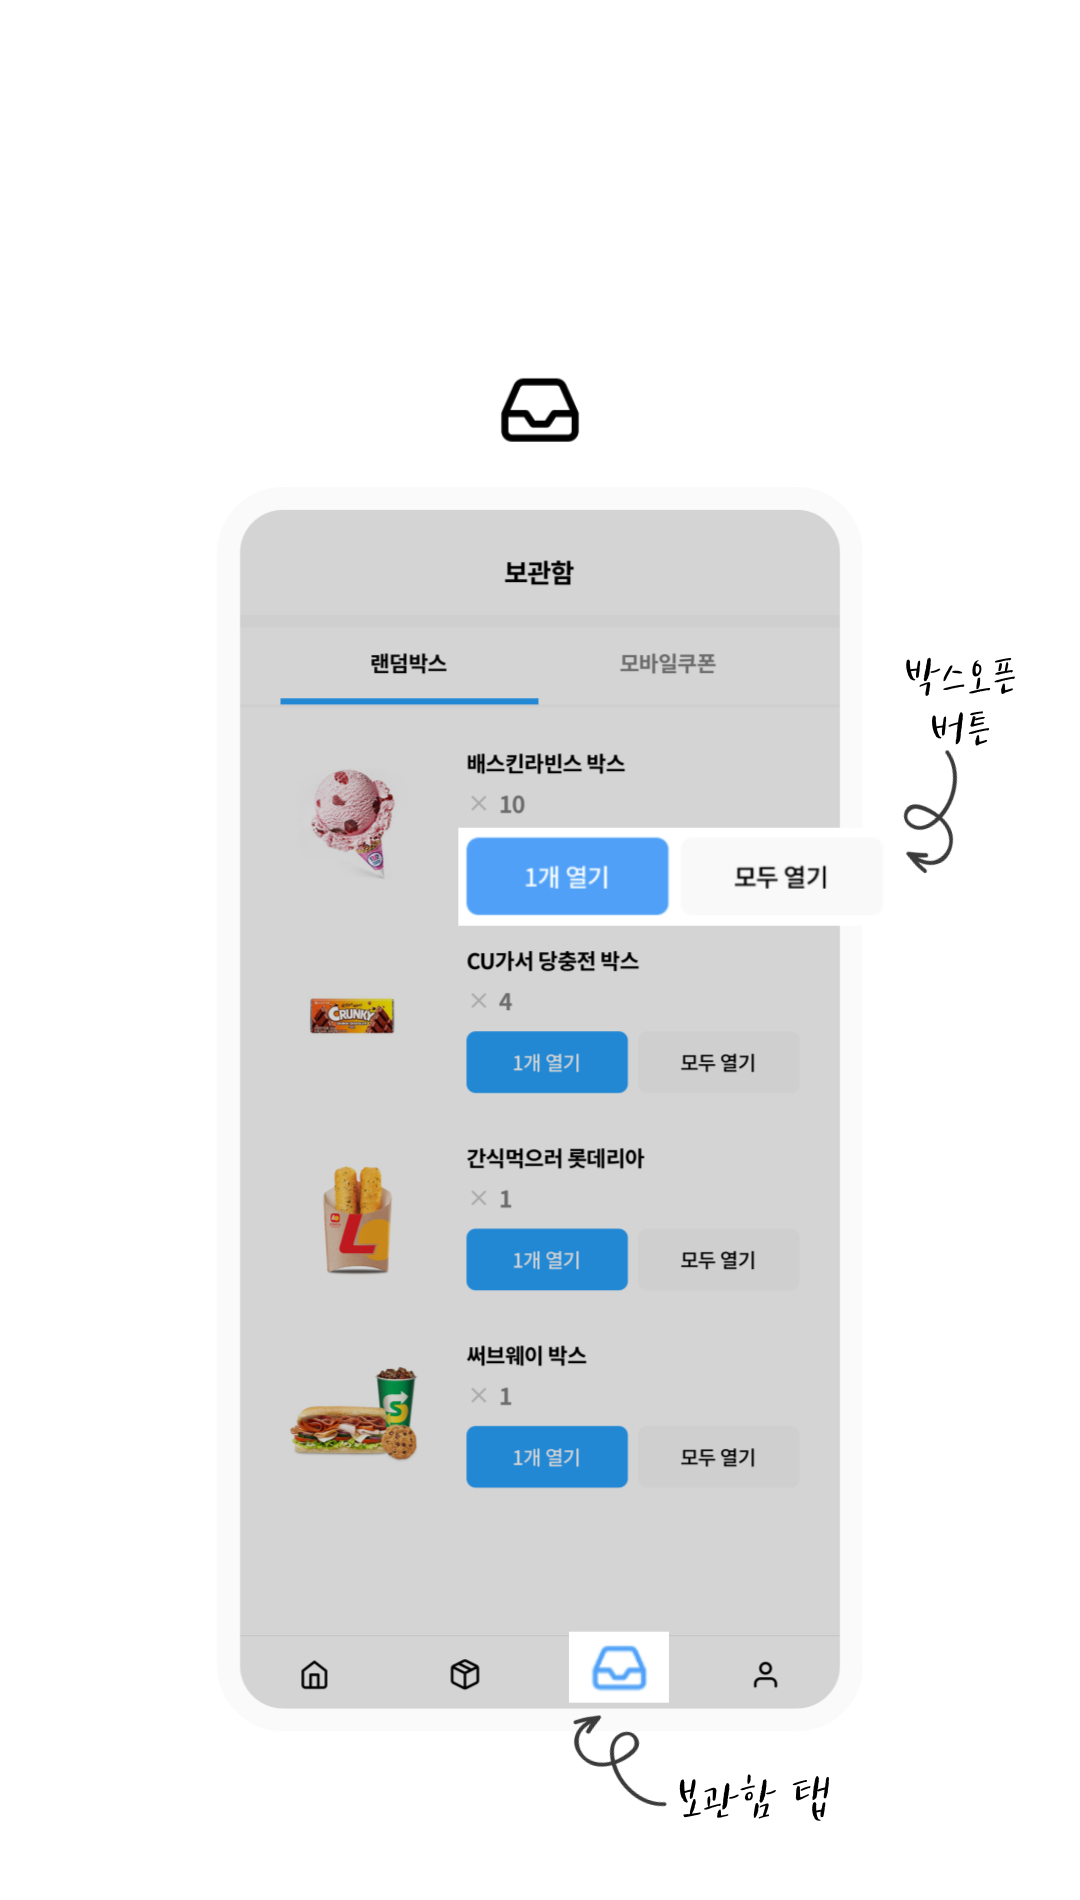 보관함
랜덤박스 모바일쿠폰
박스오픈
버튼
배스킨라빈스 박스
× 10
1개 열기 모두 열기
CU가서 당충전 박스
× 4
CRUNKY
1개 열기 모두 열기
간식먹으러 롯데리아
× 1
1개 열기 모두 열기
써브웨이 박스
× 1
1개 열기 모두 열기
보관함 탭